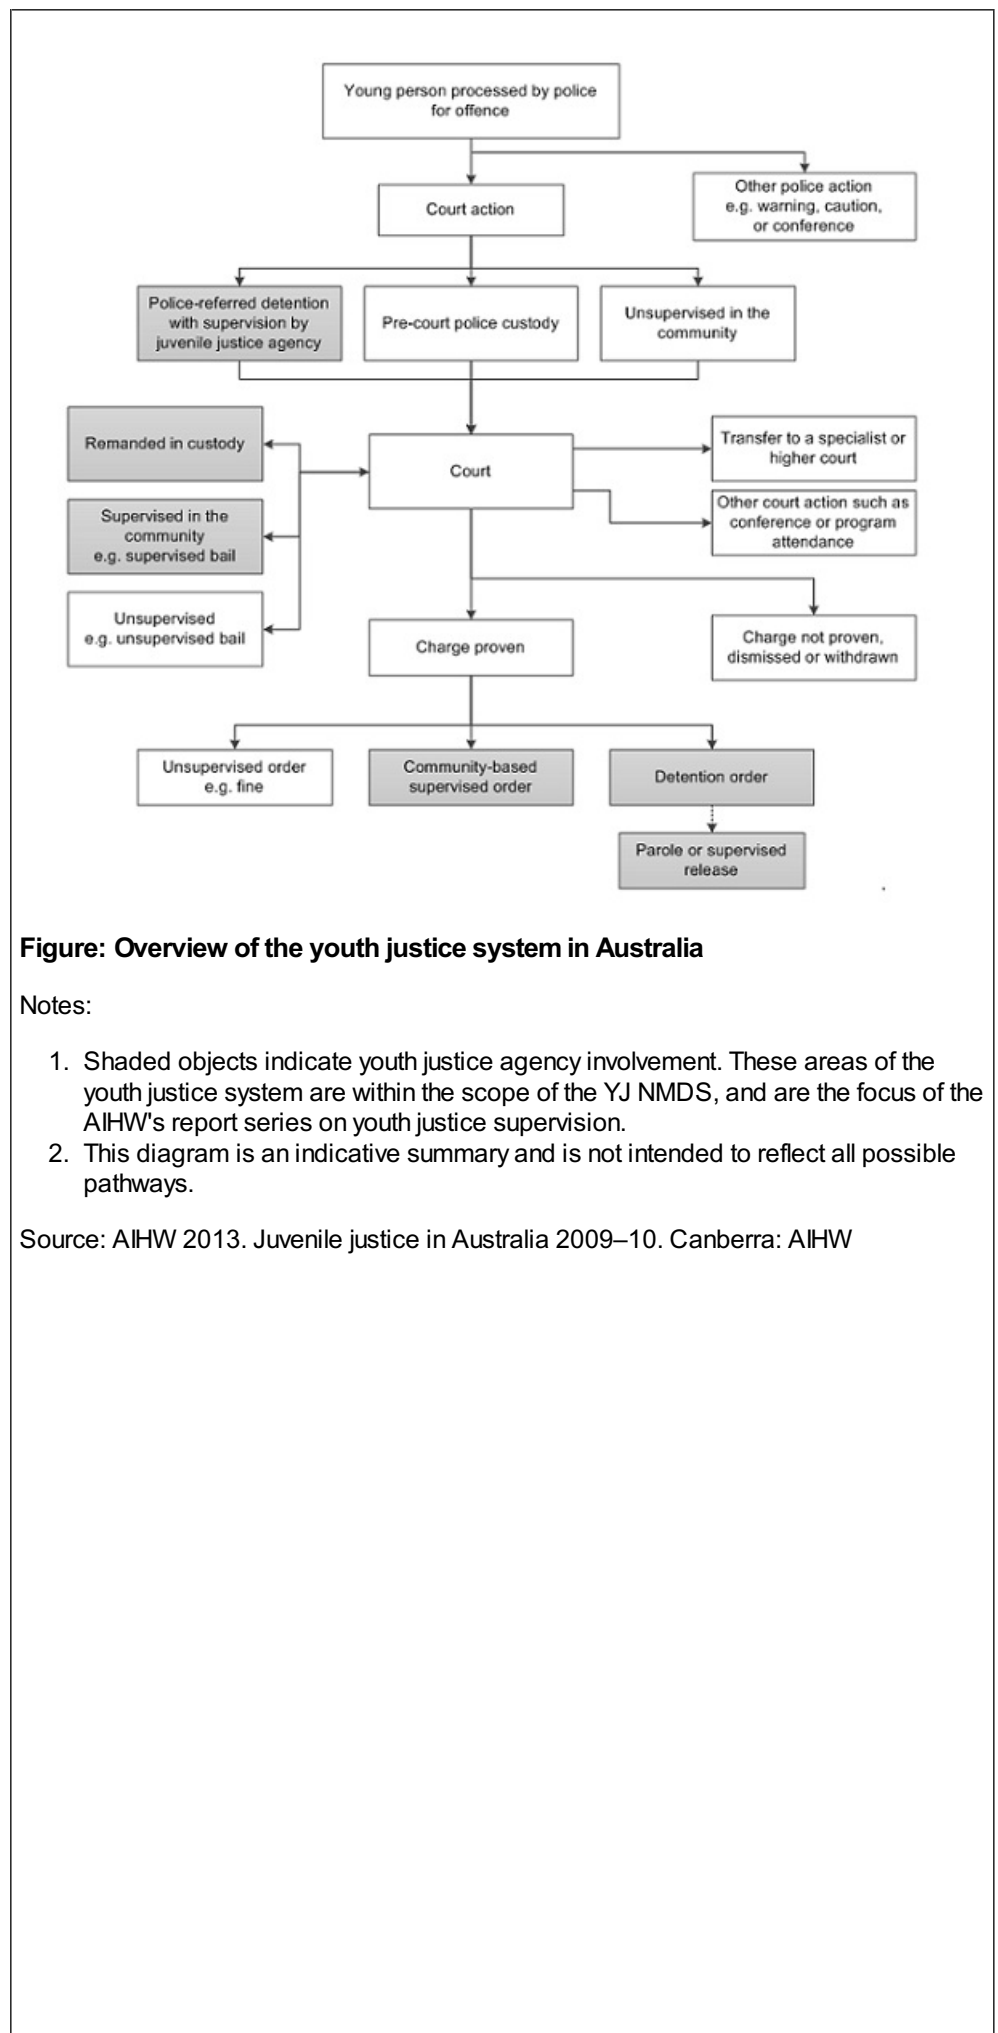 Young person processed by police
for offence
Other police action
e.g. warning, caution,
or conference
Court action
Police-referred detention
with supervision by
juvenile justice agency
Pre-court police custody
Unsupervised in the
community
Remanded in custody
Supervised in the
community
e.g. supervised bail
Unsupervised
e.g. unsupervised bail
Court
Transfer to a specialist or
higher court
Other court action such as
conference or program
attendance
Charge proven
Charge not proven,
dismissed or withdrawn
Unsupervised order
e.g. fine
Community-based
supervised order
Detention order
Parole or supervised
release
Figure: Overview of the youth justice system in Australia
Notes:
1. Shaded objects indicate youth justice agency involvement. These areas of the
youth justice system are within the scope of the YJ NMDS, and are the focus of the
AIHW's report series on youth justice supervision.
2. This diagram is an indicative summary and is not intended to reflect all possible
pathways.
Source: AIHW 2013. Juvenile justice in Australia 2009–10. Canberra: AIHW